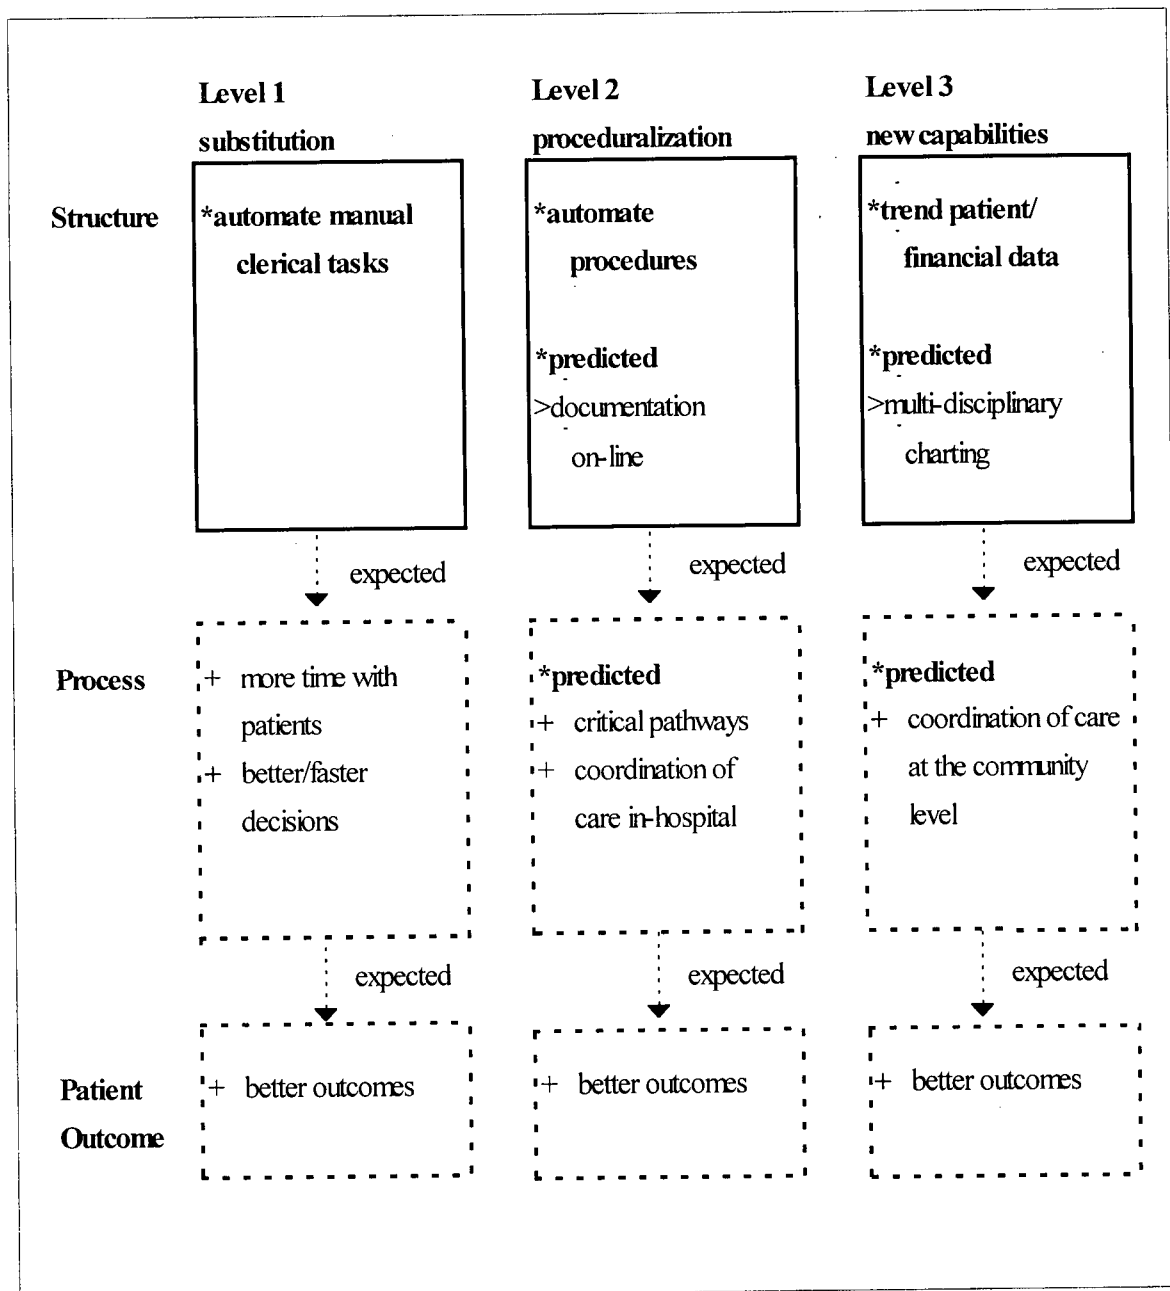 Level 1
substitution
Level 2
proceduralization
Level 3
new capabilities
Structure
*automate manual
clerical tasks
*automate
procedures
*predicted
>documentation
on-line
*trend patient/
financial data
*predicted
>multi-disciplinary
charting
expected
expected
expected
Process
+ more time with
patients
+ better/faster
decisions
*predicted
+ critical pathways
+ coordination of
care in-hospital
*predicted
+ coordination of care
at the community
level
expected
expected
expected
Patient
Outcome
+ better outcomes
+ better outcomes
+ better outcomes